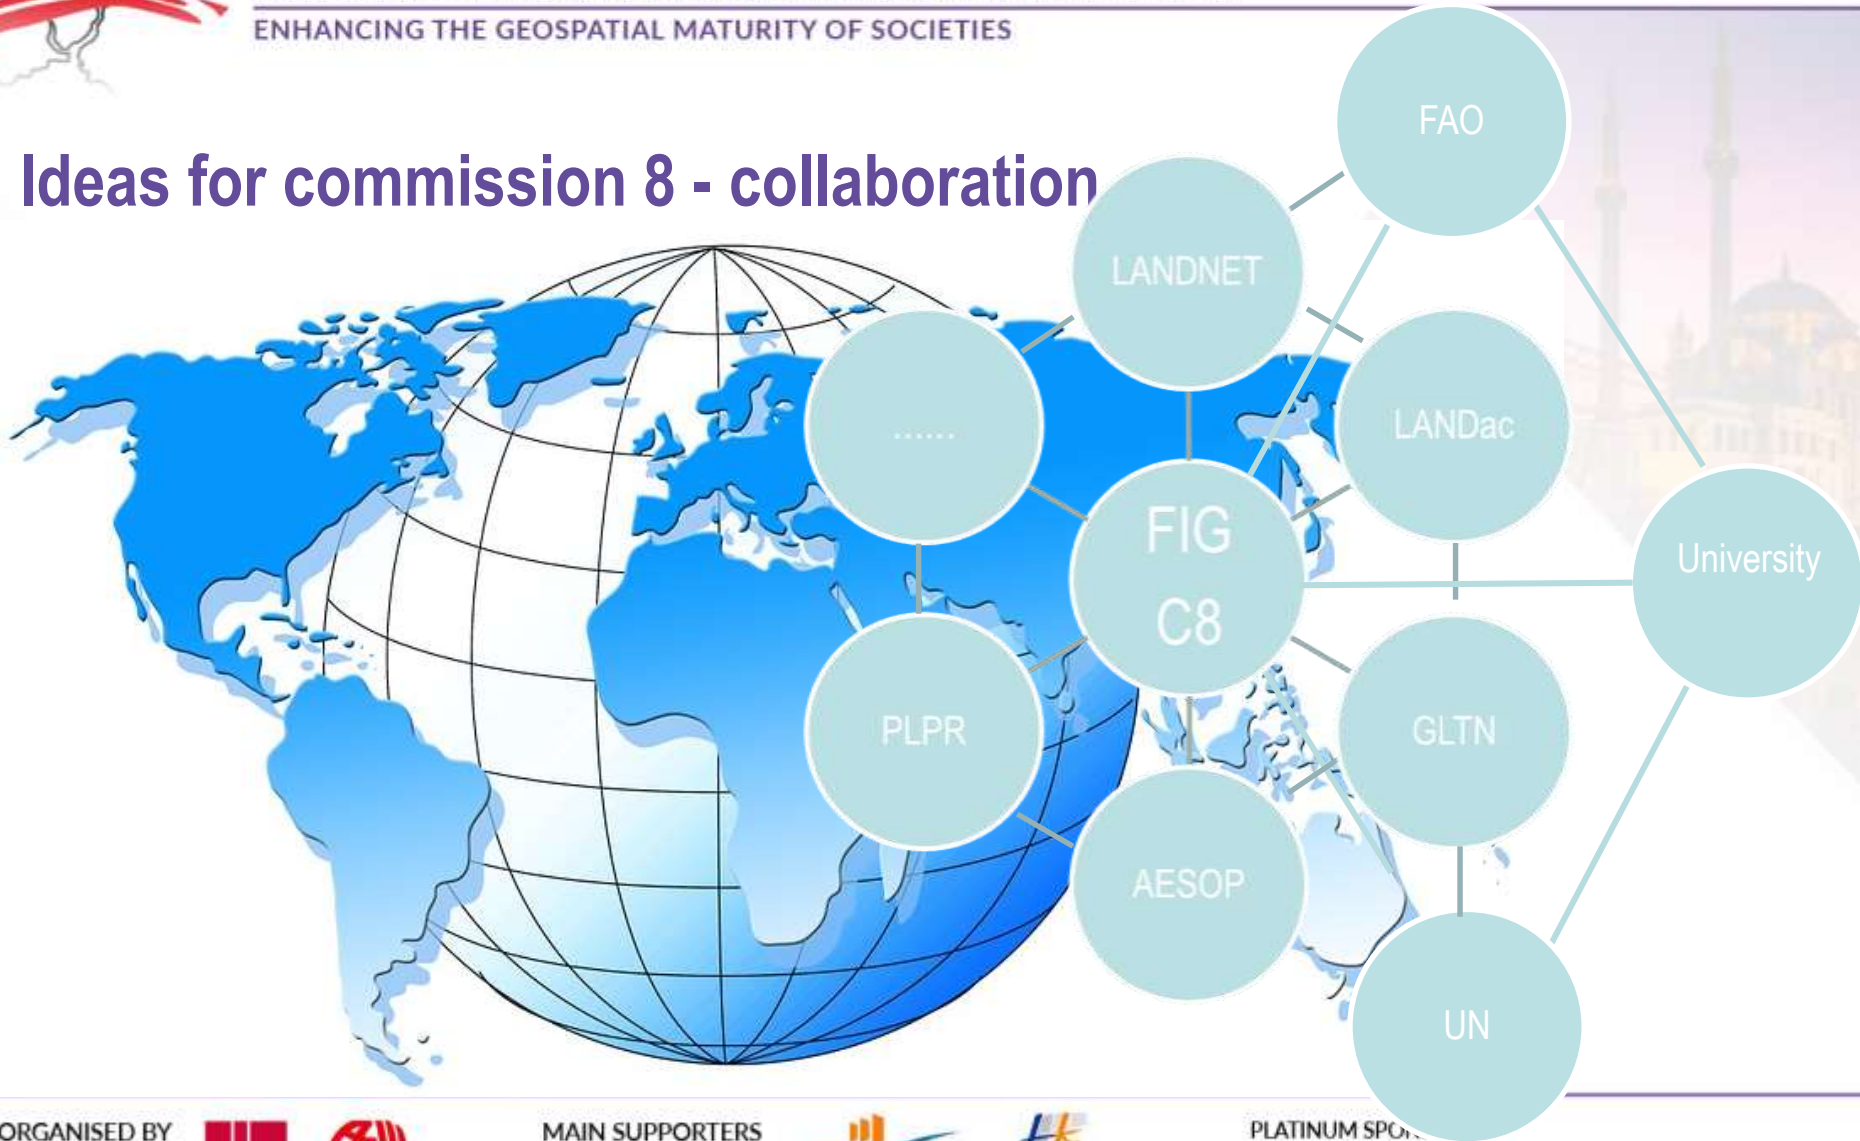 ENHANCING THE GEOSPATIAL MATURITY OF SOCIETIES
Ideas for commission 8 - collaboration
FAO
LANDNET
......
LANDac
FIG
C8
University
PLPR
GLTN
AESOP
UN
ORGANISED BY
MAIN SUPPORTERS
PLATINUM